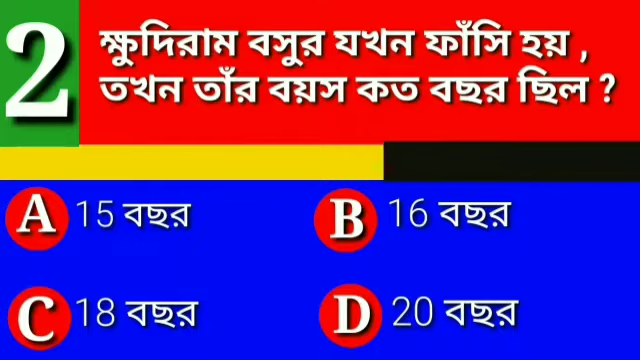 2
ক্ষুদিরাম বসুর যখন ফাঁসি হয় ,
তখন তাঁর বয়স কত বছর ছিল ?
A 15 বছর
B 16 বছর
C 18 বছর
D 20 বছর